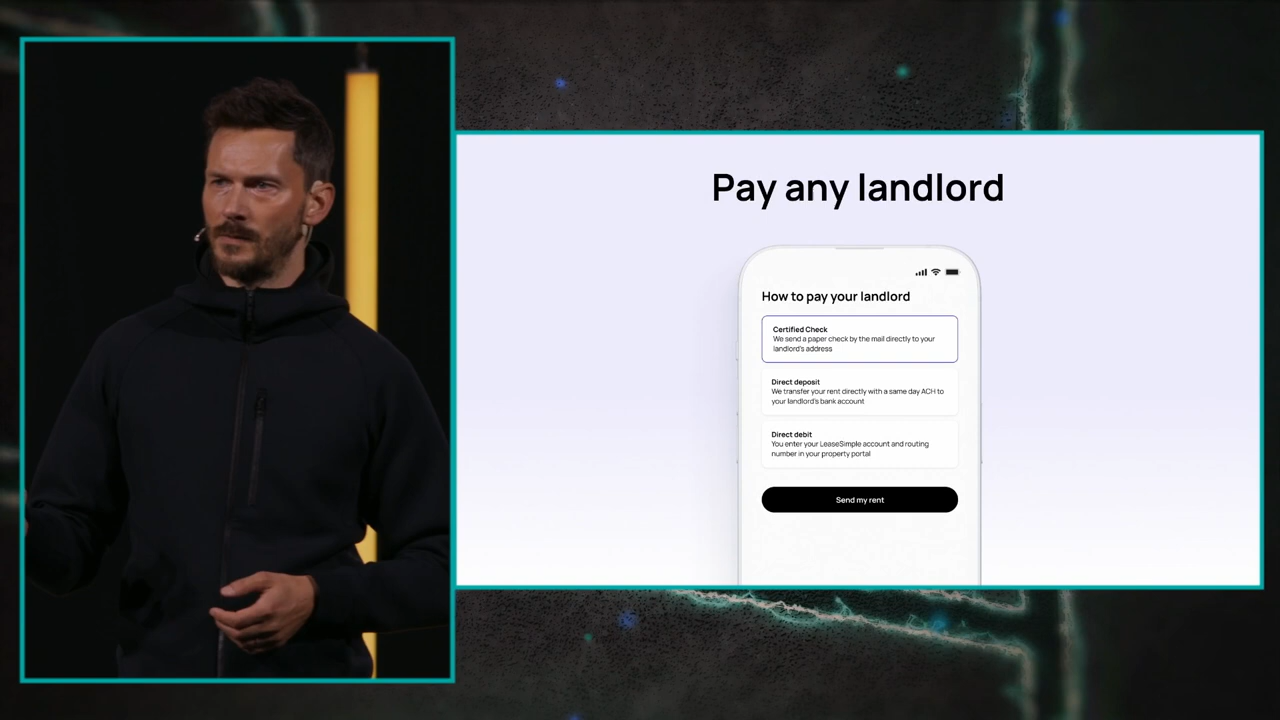 Pay any landlord
How to pay your landlord
Certified Check
We send a paper check by the mail directly to your
landlord's address
Direct deposit
We transfer your rent directly with a same day ACH to
your landlord's bank account
Direct debit
You enter your LeaseSimple account and routing
number in your property portal
Send my rent